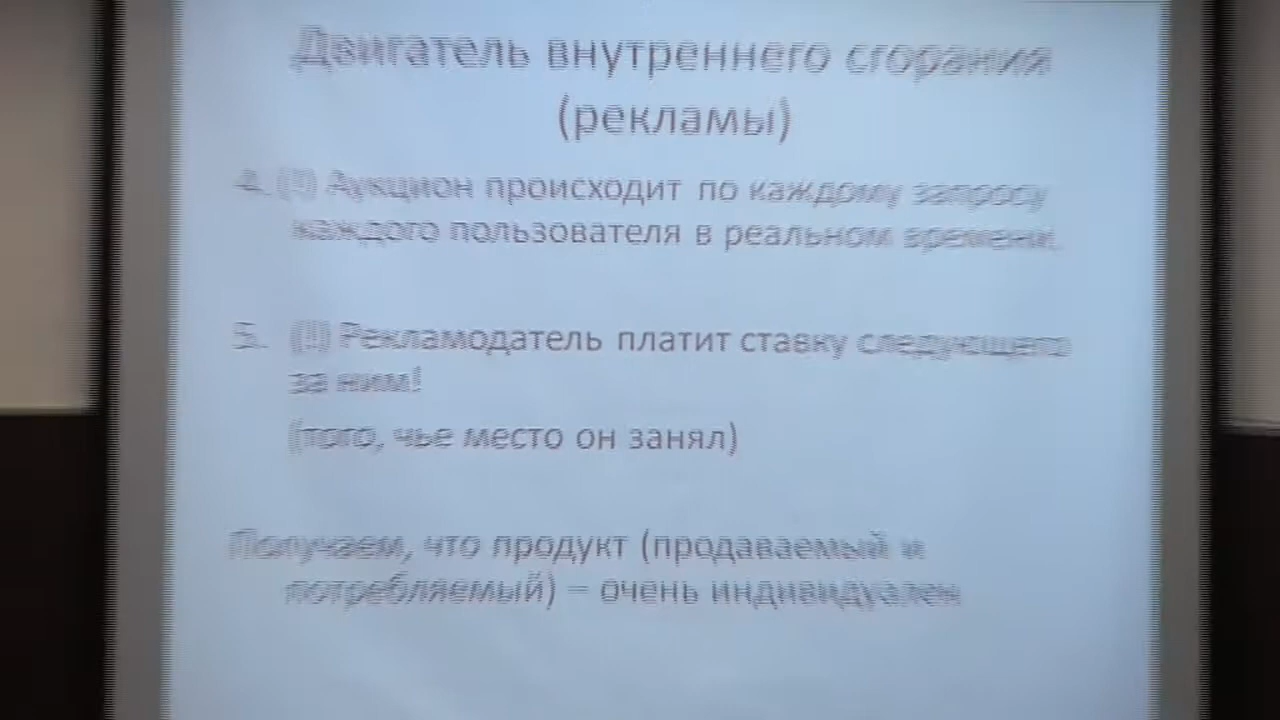 Двигатель внутреннего сгорания
(рекламы)
4. (!) Аукцион происходит по каждому запросу
каждого пользователя в реальном времени.
5. (!!) Рекламодатель платит ставку следующего
за ним!
(того, чье место он занял)
Получаем, что продукт (продаваемый и
потребляемый) – очень индивидуален